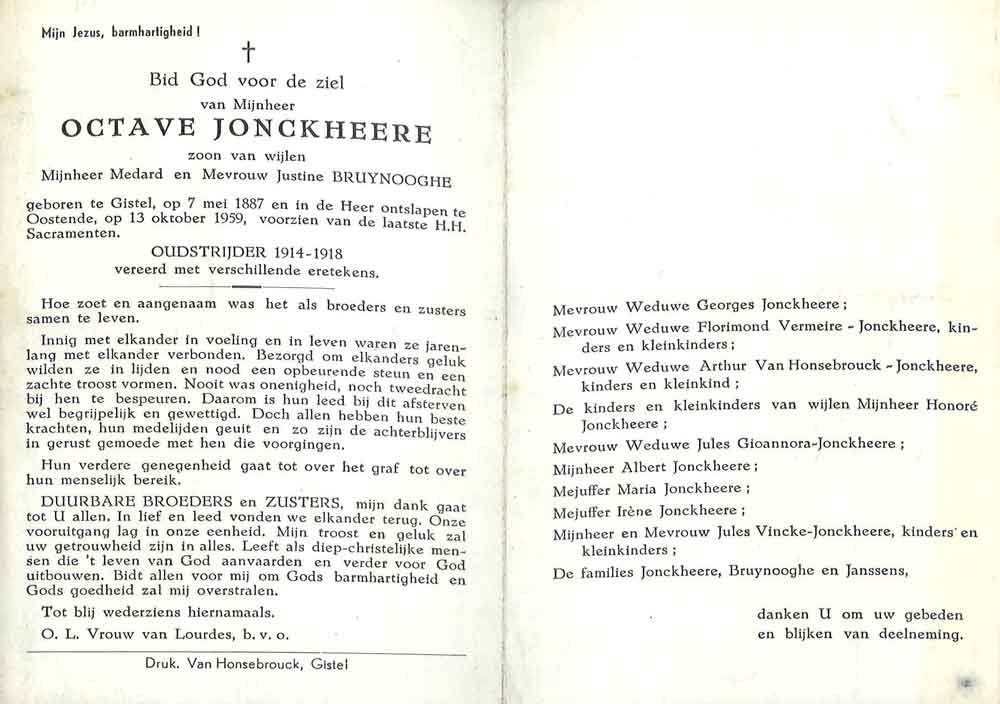 Mijn Jezus, barmhartigheid !
Bid God voor de ziel
van Mijnheer
OCTAVE JONCKHEERE
zoon van wijlen
Mijnheer Medard en Mevrouw Justine BRUYNOOGHE
geboren te Gistel, op 7 mei 1887 en in de Heer ontslapen te
Oostende, op 13 oktober 1959, voorzien van de laatste H.H.
Sacramenten.
OUDSTRIJDER 1914-1918
vereerd met verschillende eretekens.
Hoe zoet en aangenaam was het als broeders en zusters
samen te leven.
Innig met elkander in voeling en in leven waren ze jaren-
lang met elkander verbonden. Bezorgd om elkanders geluk
wilden ze in lijden en nood een opbeurende steun en een
zachte troost vormen. Nooit was onenigheid, noch tweedracht
bij hen te bespeuren. Daarom is hun leed bij dit afsterven
wel begrijpelijk en gewettigd. Doch allen hebben hun beste
krachten, hun medelijden geuit en zo zijn de achterblijvers
in gerust gemoede met hen die voorgingen.
Hun verdere genegenheid gaat tot over het graf tot over
hun menselijk bereik.
DUURBARE BROEDERS en ZUSTERS, mijn dank gaat
tot U allen. In lief en leed vonden we elkander terug. Onze
vooruitgang lag in onze eenheid. Mijn troost en geluk zal
uw getrouwheid zijn in alles. Leeft als diep-christelijke men-
sen die 't leven van God aanvaarden en verder voor God
uitbouwen. Bidt allen voor mij om Gods barmhartigheid en
Gods goedheid zal mij overstralen.
Tot blij wederziens hiernamaals.
O. L. Vrouw van Lourdes, b. v. o.
Druk. Van Honsebrouck, Gistel
Mevrouw Weduwe Georges Jonckheere ;
Mevrouw Weduwe Florimond Vermeire - Jonckheere, kin-
ders en kleinkinders ;
Mevrouw Weduwe Arthur Van Honsebrouck - Jonckheere,
kinders en kleinkind ;
De kinders en kleinkinders van wijlen Mijnheer Honoré
Jonckheere ;
Mevrouw Weduwe Jules Gioannora-Jonckheere ;
Mijnheer Albert Jonckheere ;
Mejuffer Maria Jonckheere ;
Mejuffer Irène Jonckheere ;
Mijnheer en Mevrouw Jules Vincke-Jonckheere, kinders en
kleinkinders ;
De families Jonckheere, Bruynooghe en Janssens,
danken U om uw gebeden
en blijken van deelneming.